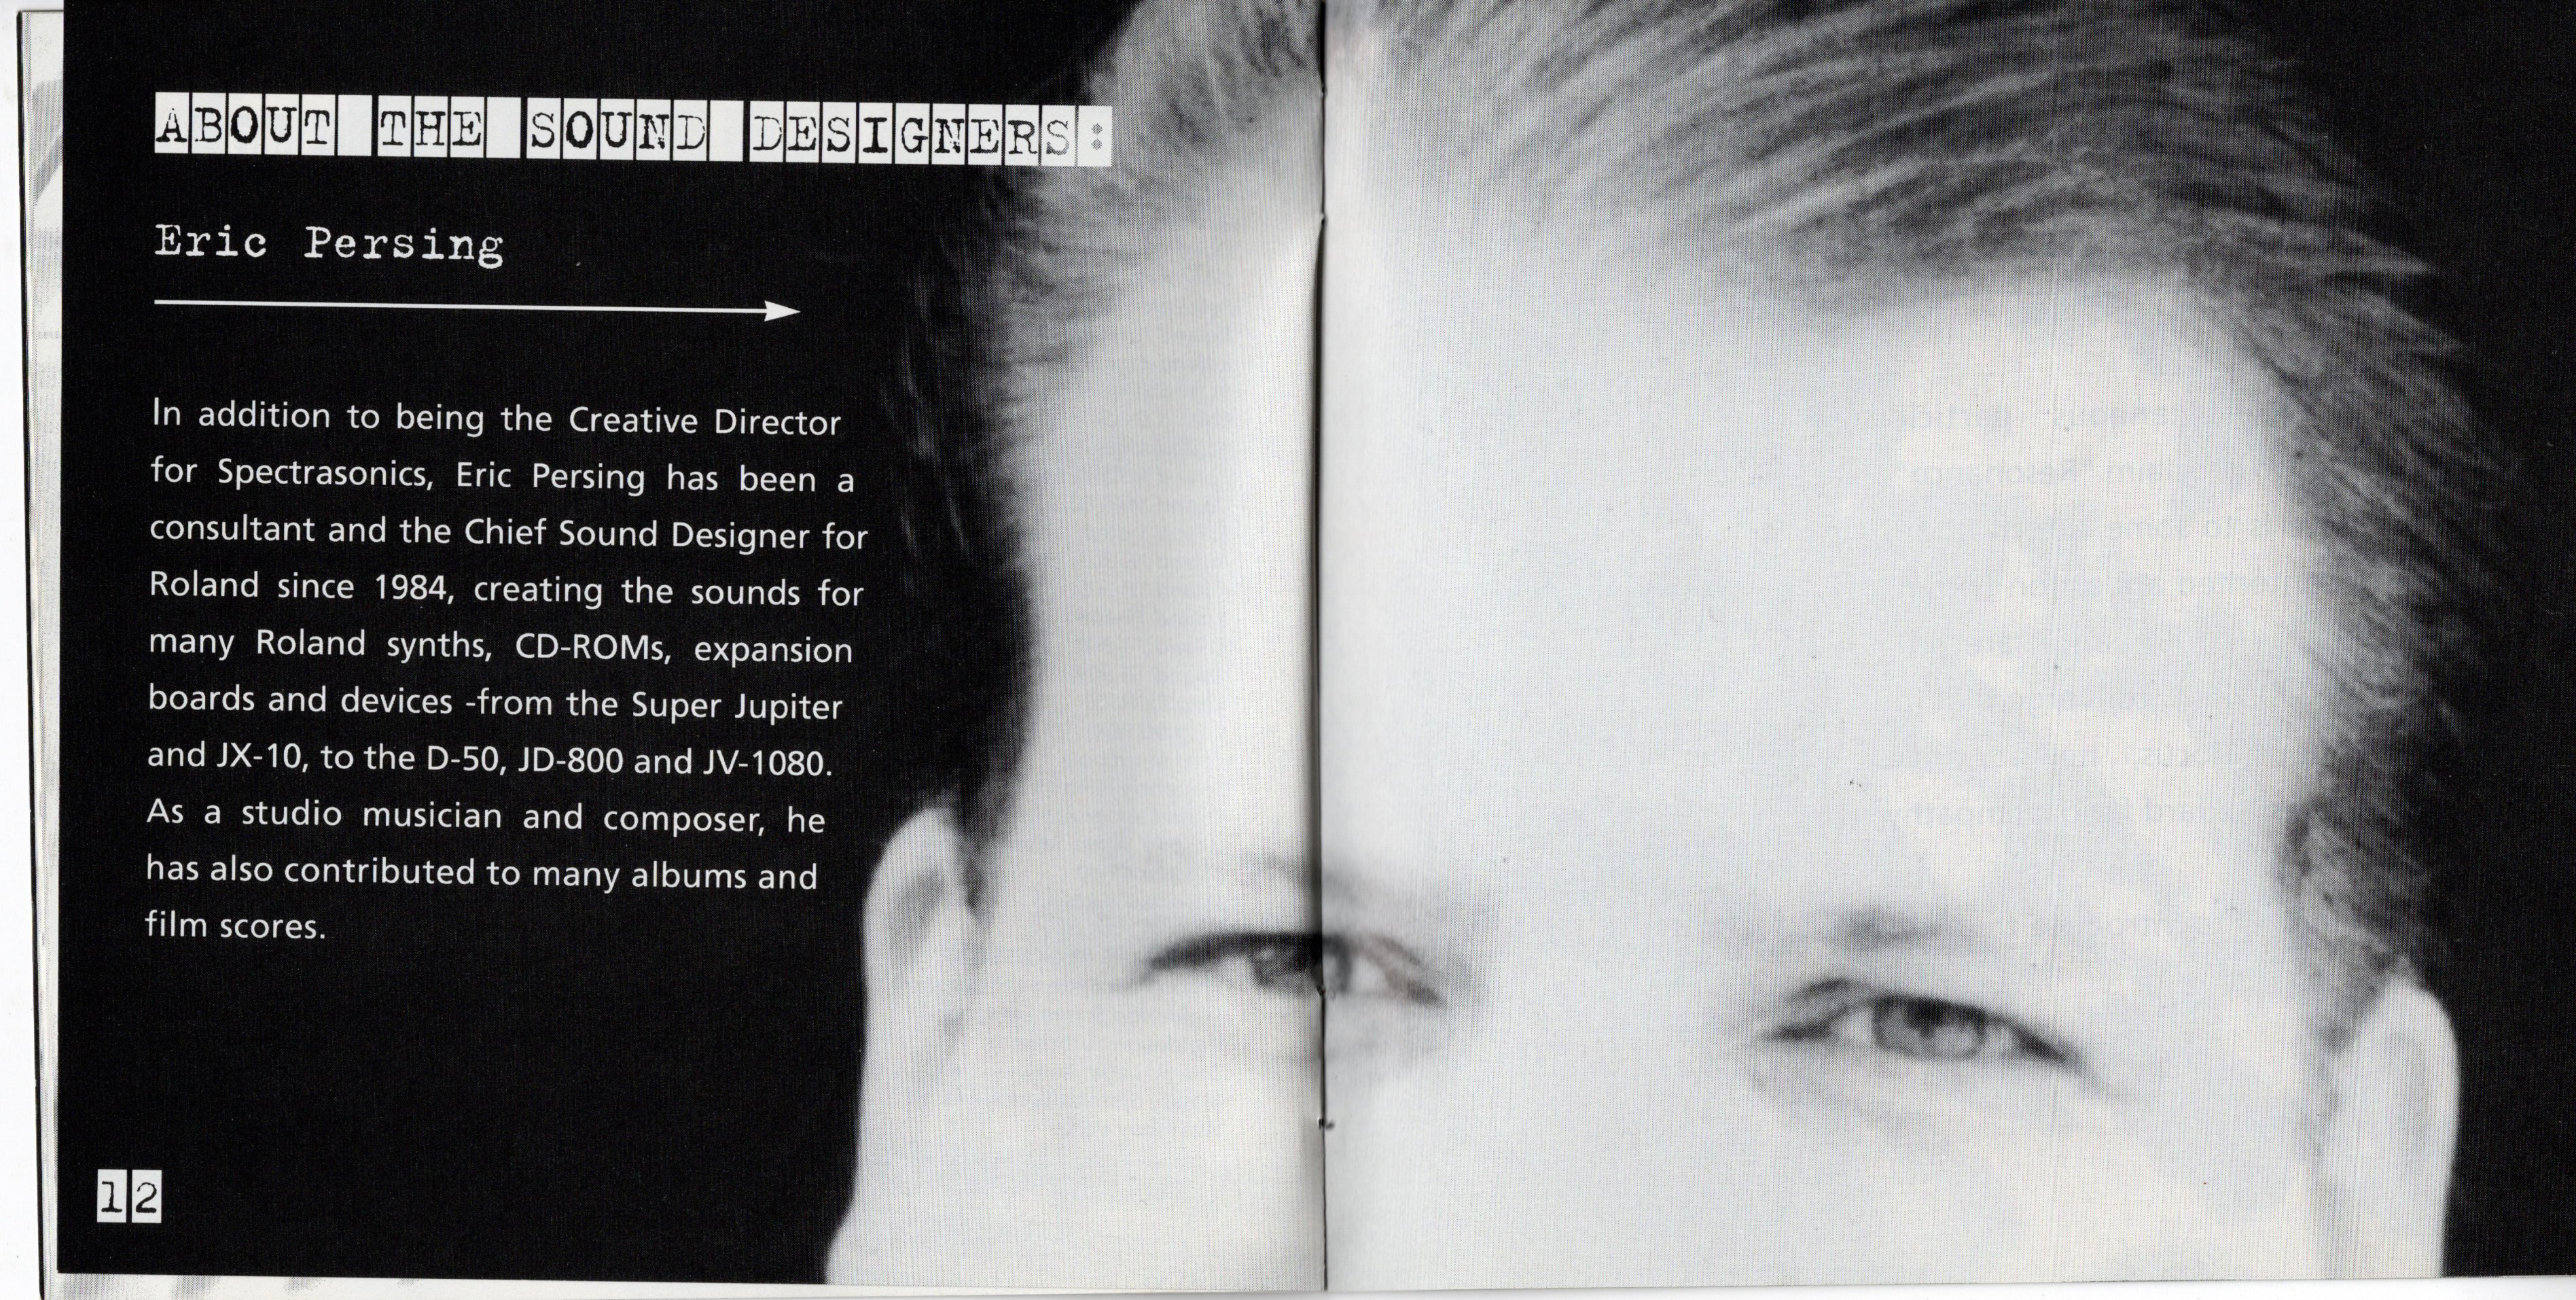 ABOUT THE SOUND DESIGNERS:
Eric Persing
In addition to being the Creative Director
for Spectrasonics, Eric Persing has been a
consultant and the Chief Sound Designer for
Roland since 1984, creating the sounds for
many Roland synths, CD-ROMs, expansion
boards and devices -from the Super Jupiter
and JX-10, to the D-50, JD-800 and JV-1080.
As a studio musician and composer, he
has also contributed to many albums and
film scores.
12